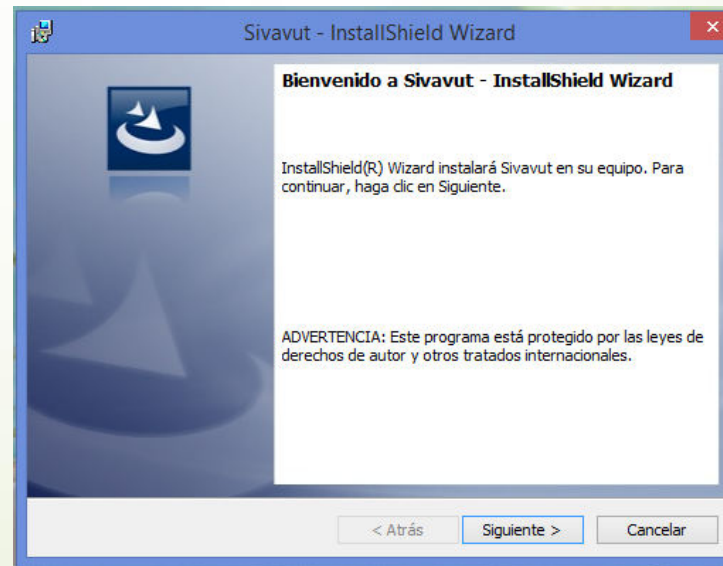 Sivavut - InstallShield Wizard
Bienvenido a Sivavut - InstallShield Wizard
InstallShield(R) Wizard instalará Sivavut en su equipo. Para
continuar, haga clic en Siguiente.
ADVERTENCIA: Este programa está protegido por las leyes de
derechos de autor y otros tratados internacionales.
< Atrás Siguiente > Cancelar